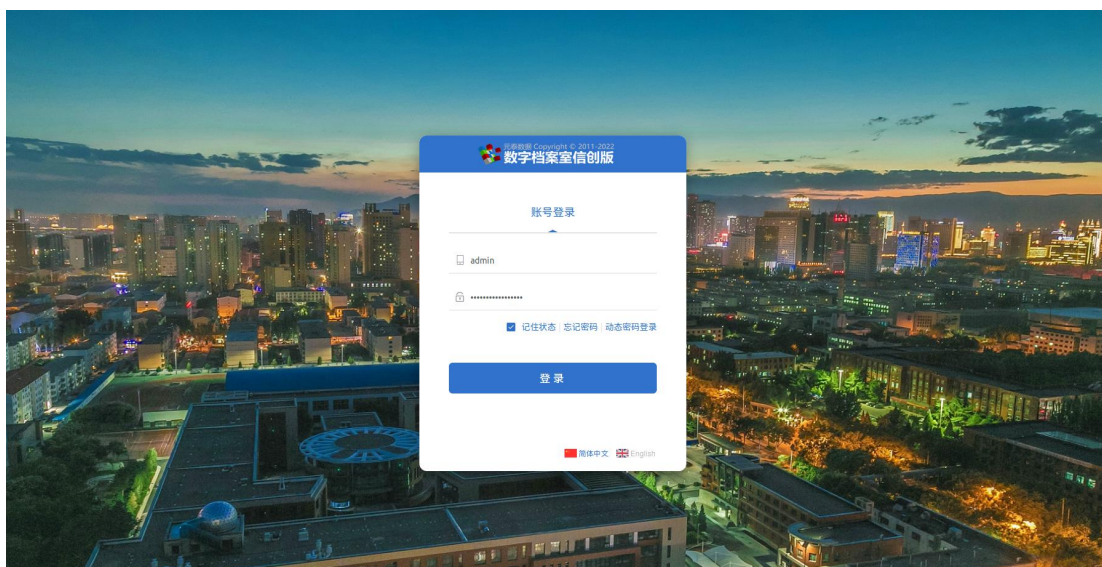 元泰数据 Copyright © 2011-2022
数字档案室信创版
账号登录
admin
•••••••••••••••••
记住状态 | 忘记密码 | 动态密码登录
登 录
简体中文 English